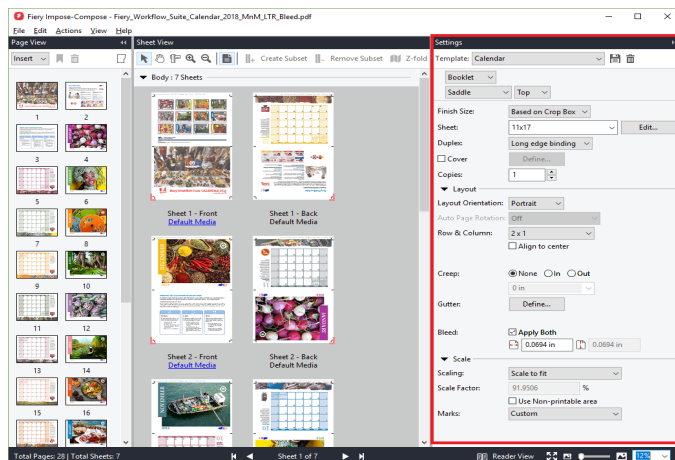 Fiery Impose-Compose - Fiery_Workflow_Suite_Calendar_2018_MnM_LTR_Bleed.pdf
File Edit Actions View Help
Page View
Sheet View
Settings
Insert
Create Subset
Remove Subset
Z-fold
Template: Calendar
Body : 7 Sheets
Booklet
Saddle Top
1 2
3 4
5 6
7 8
9 10
11 12
13 14
15 16
Sheet 1 - Front
Default Media
Sheet 1 - Back
Sheet 2 - Front
Default Media
Sheet 2 - Back
DECEMBER
JANUARY
NOVEMBER
Finish Size: Based on Crop Box
Sheet: 11x17 Edit...
Duplex: Long edge binding
Cover Define...
Copies: 1
Layout
Layout Orientation: Portrait
Auto Page Rotation: Off
Row & Column: 2 x 1
Align to center
Creep: None In Out
0 in
Gutter: Define...
Bleed: Apply Both
0.0694 in 0.0694 in
Scale
Scaling: Scale to fit
Scale Factor: 91.9506 %
Use Non-printable area
Marks: Custom
Total Pages: 28 | Total Sheets: 7
Sheet 1 of 7
Reader View
12%